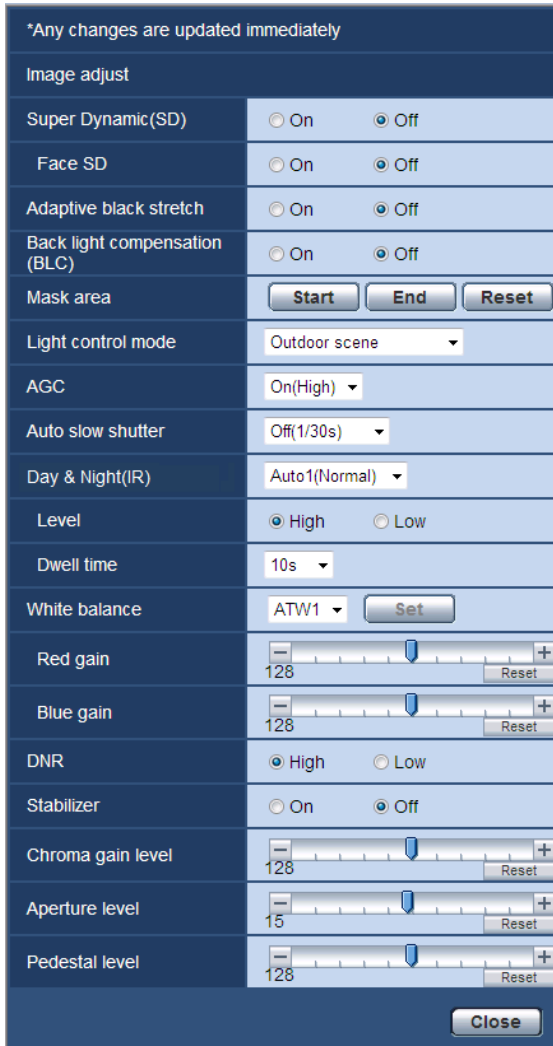 *Any changes are updated immediately
Image adjust
Super Dynamic(SD) On Off
Face SD On Off
Adaptive black stretch On Off
Back light compensation
(BLC) On Off
Mask area Start End Reset
Light control mode Outdoor scene
AGC On(High)
Auto slow shutter Off(1/30s)
Day & Night(IR) Auto1(Normal)
Level High Low
Dwell time 10s
White balance ATW1 Set
Red gain - +
128 Reset
Blue gain - +
128 Reset
DNR High Low
Stabilizer On Off
Chroma gain level - +
128 Reset
Aperture level - +
15 Reset
Pedestal level - +
128 Reset
Close